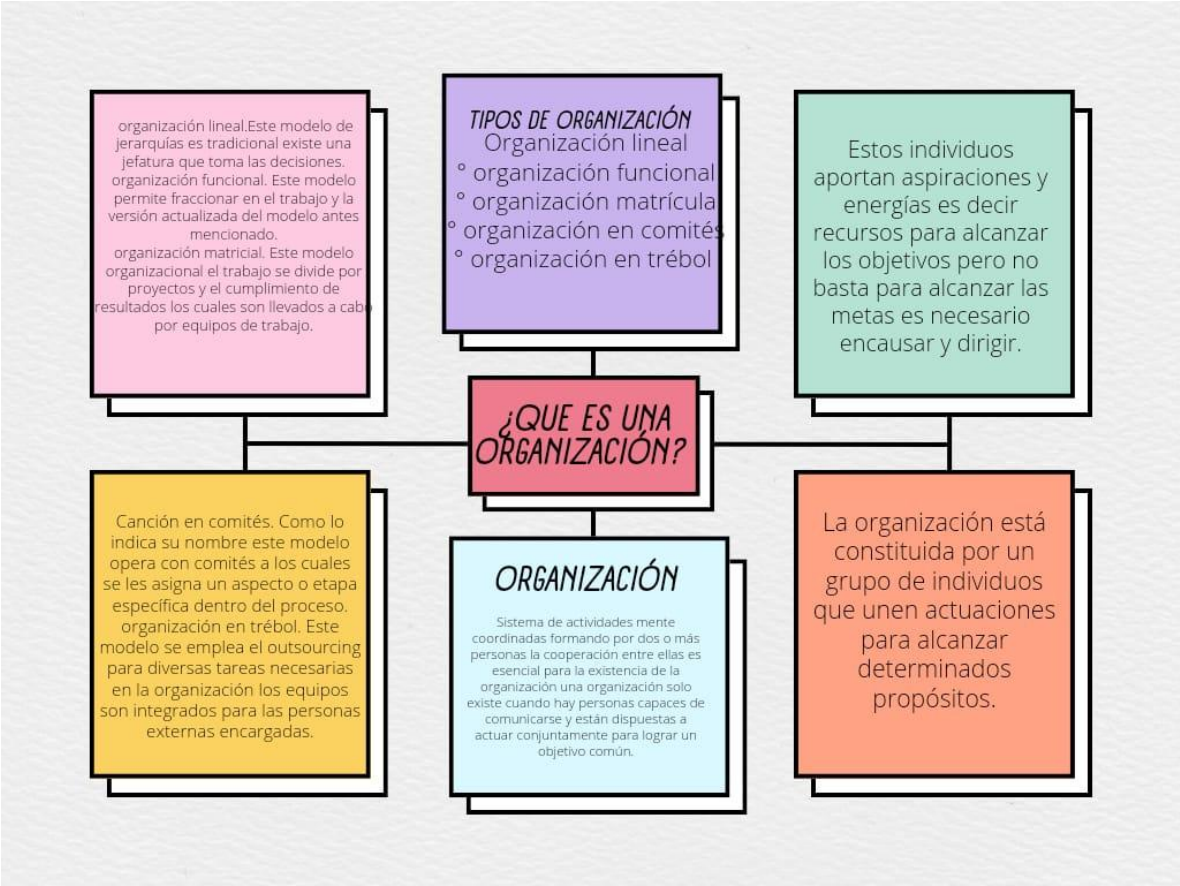 organización lineal.Este modelo de
jerarquías es tradicional existe una
jefatura que toma las decisiones.
organización funcional. Este modelo
permite fraccionar en el trabajo y la
versión actualizada del modelo antes
mencionado.
organización matricial. Este modelo
organizacional el trabajo se divide por
proyectos y el cumplimiento de
resultados los cuales son llevados a cabo
por equipos de trabajo.
TIPOS DE ORGANIZACIÓN
Organización lineal
° organización funcional
° organización matrícula
° organización en comités
° organización en trébol
Estos individuos
aportan aspiraciones y
energías es decir
recursos para alcanzar
los objetivos pero no
basta para alcanzar las
metas es necesario
encausar y dirigir.
¿QUE ES UNA
ORGANIZACIÓN?
Canción en comités. Como lo
indica su nombre este modelo
opera con comités a los cuales
se les asigna un aspecto o etapa
específica dentro del proceso.
organización en trébol. Este
modelo se emplea el outsourcing
para diversas tareas necesarias
en la organización los equipos
son integrados para las personas
externas encargadas.
ORGANIZACIÓN
Sistema de actividades mente
coordinadas formando por dos o más
personas la cooperación entre ellas es
esencial para la existencia de la
organización una organización solo
existe cuando hay personas capaces de
comunicarse y están dispuestas a
actuar conjuntamente para lograr un
objetivo común.
La organización está
constituida por un
grupo de individuos
que unen actuaciones
para alcanzar
determinados
propósitos.